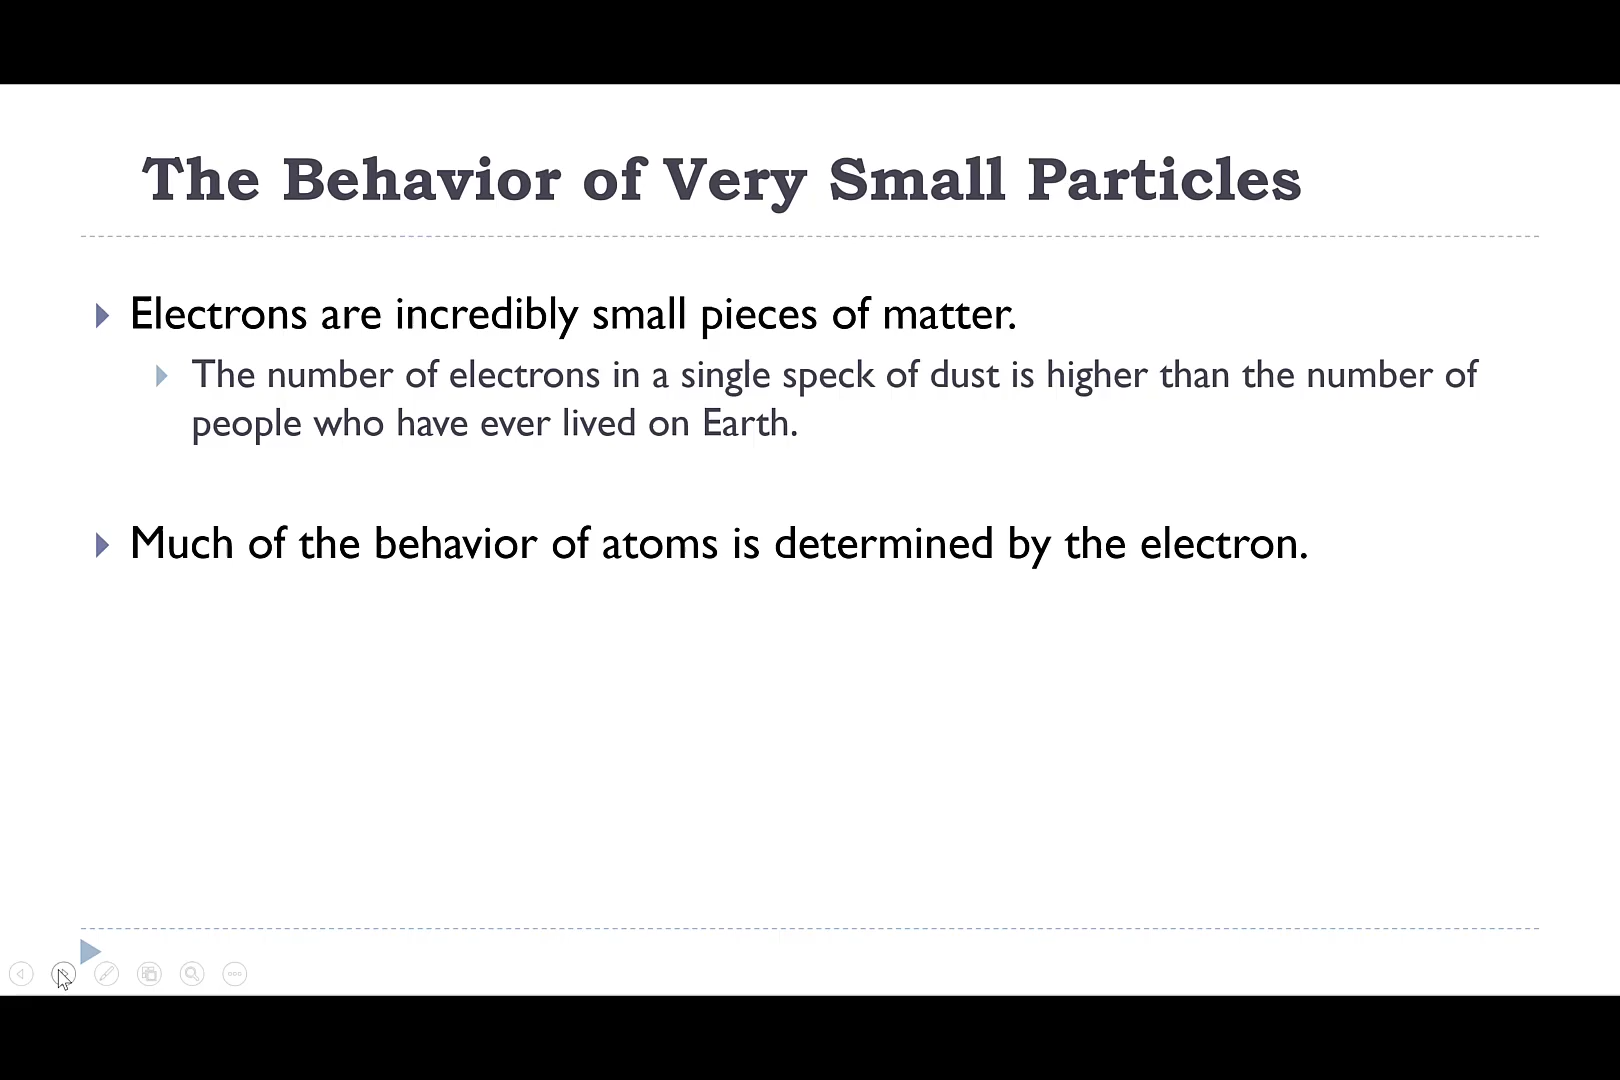 The Behavior of Very Small Particles
Electrons are incredibly small pieces of matter.
The number of electrons in a single speck of dust is higher than the number of
people who have ever lived on Earth.
Much of the behavior of atoms is determined by the electron.